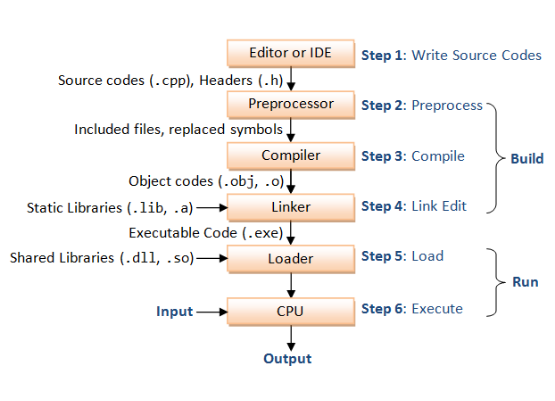 Editor or IDE Step 1: Write Source Codes
Source codes (.cpp), Headers (.h)
Preprocessor Step 2: Preprocess
Included files, replaced symbols
Compiler Step 3: Compile
Build
Object codes (.obj, .o)
Static Libraries (.lib, .a) Linker Step 4: Link Edit
Executable Code (.exe)
Shared Libraries (.dll, .so) Loader Step 5: Load
Run
Input CPU Step 6: Execute
Output